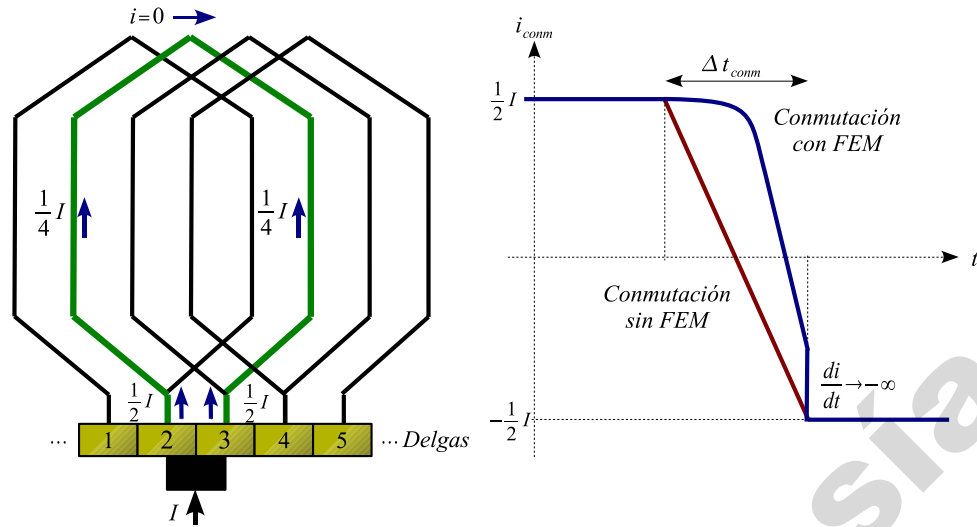 i=0
1/4 I
1/4 I
1/2 I
1/2 I
... 1 2 3 4 5 ... Delgas
I
i_conm
Δ t_conm
1/2 I
Conmutación
con FEM
t
Conmutación
sin FEM
di/dt → -∞
-1/2 I
sía